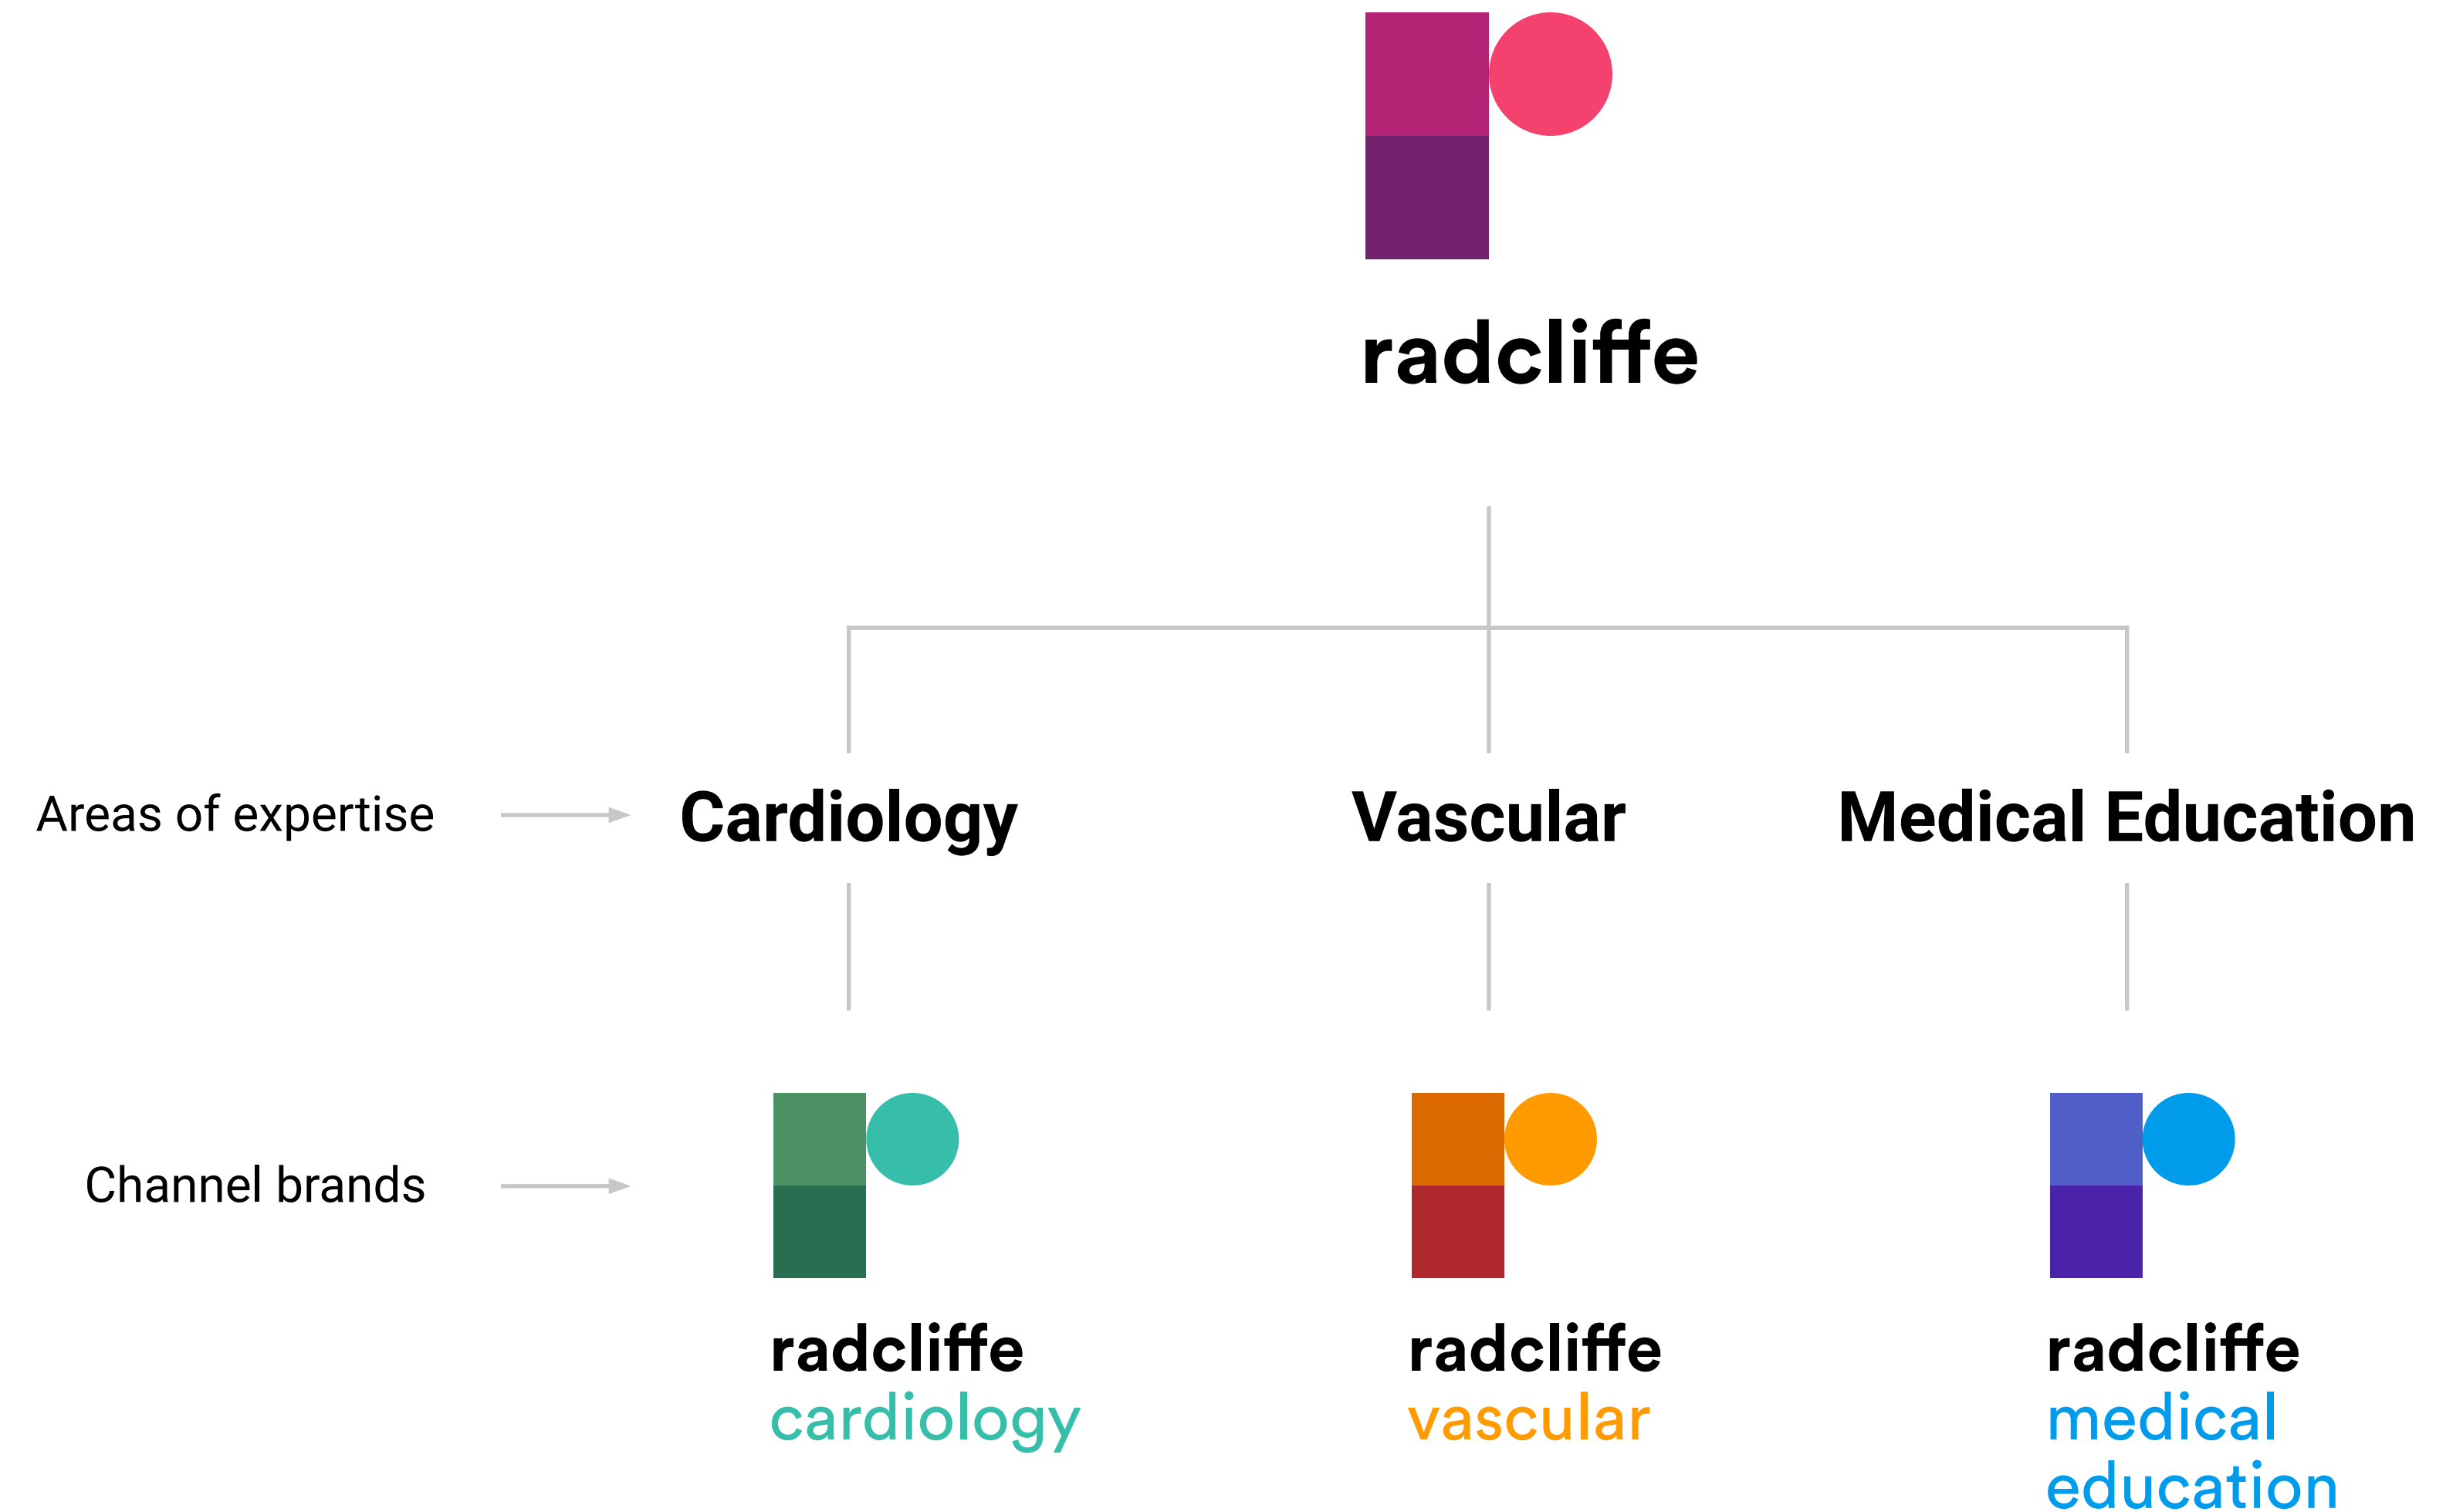 radcliffe
Areas of expertise
Cardiology
Vascular
Medical Education
Channel brands
radcliffe
cardiology
radcliffe
vascular
radcliffe
medical
education